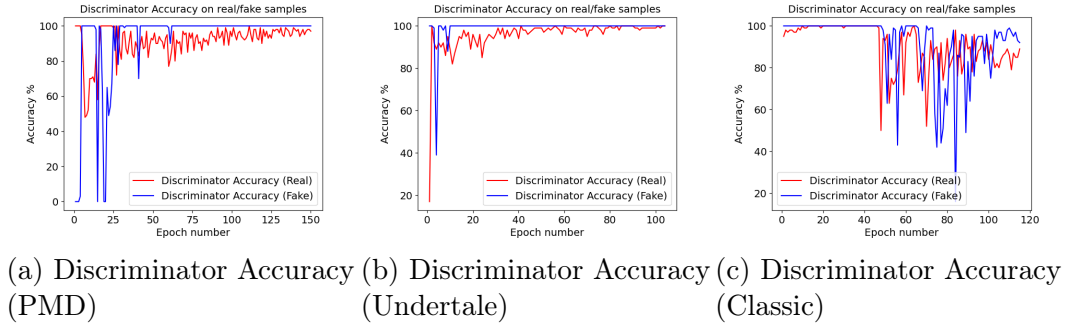 Discriminator Accuracy on real/fake samples
100
80
60
40
20
0
Accuracy %
Discriminator Accuracy (Real)
Discriminator Accuracy (Fake)
0 25 50 75 100 125 150
Epoch number
(a) Discriminator Accuracy
(PMD)
Discriminator Accuracy on real/fake samples
100
80
60
40
20
Accuracy %
Discriminator Accuracy (Real)
Discriminator Accuracy (Fake)
0 20 40 60 80 100
Epoch number
(b) Discriminator Accuracy
(Undertale)
Discriminator Accuracy on real/fake samples
100
80
60
40
20
Accuracy %
Discriminator Accuracy (Real)
Discriminator Accuracy (Fake)
0 20 40 60 80 100 120
Epoch number
(c) Discriminator Accuracy
(Classic)